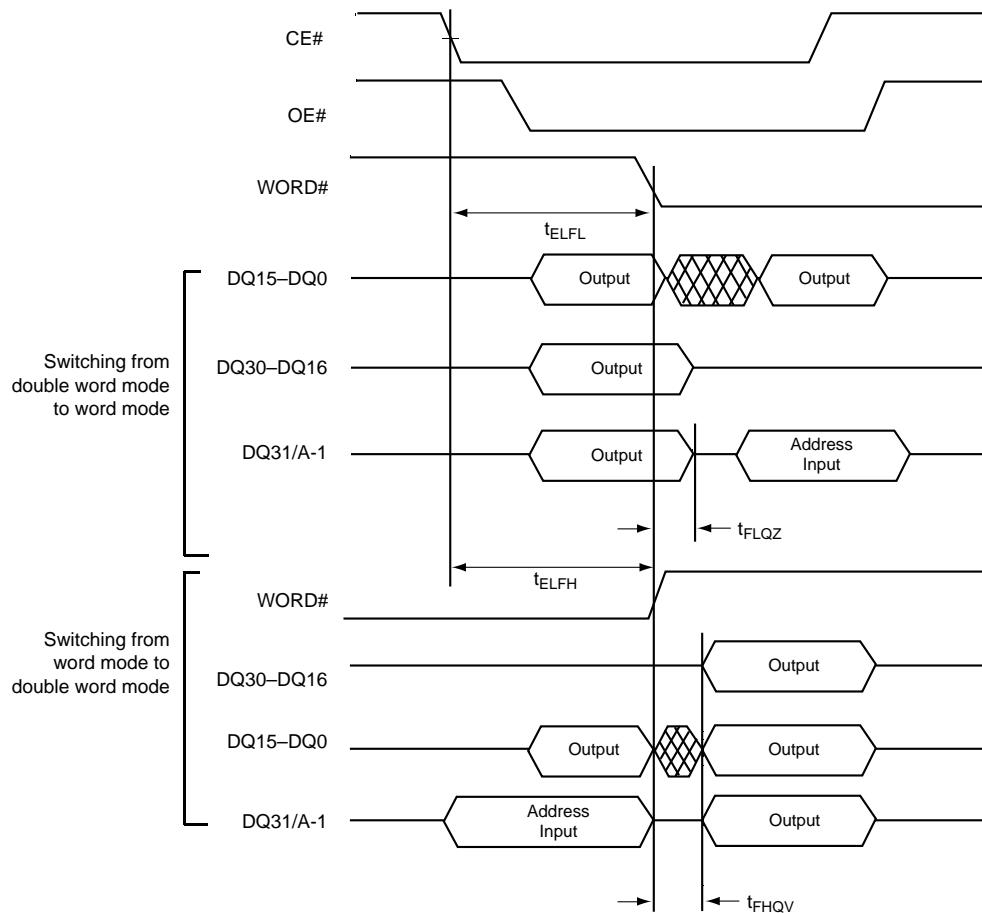 CE#
OE#
WORD#
tELFL
DQ15–DQ0
Output
Output
Switching from
double word mode
to word mode
DQ30–DQ16
Output
DQ31/A-1
Output
Address
Input
tFLQZ
tELFH
WORD#
Switching from
word mode to
double word mode
DQ30–DQ16
Output
DQ15–DQ0
Output
Output
DQ31/A-1
Address
Input
Output
tFHQV